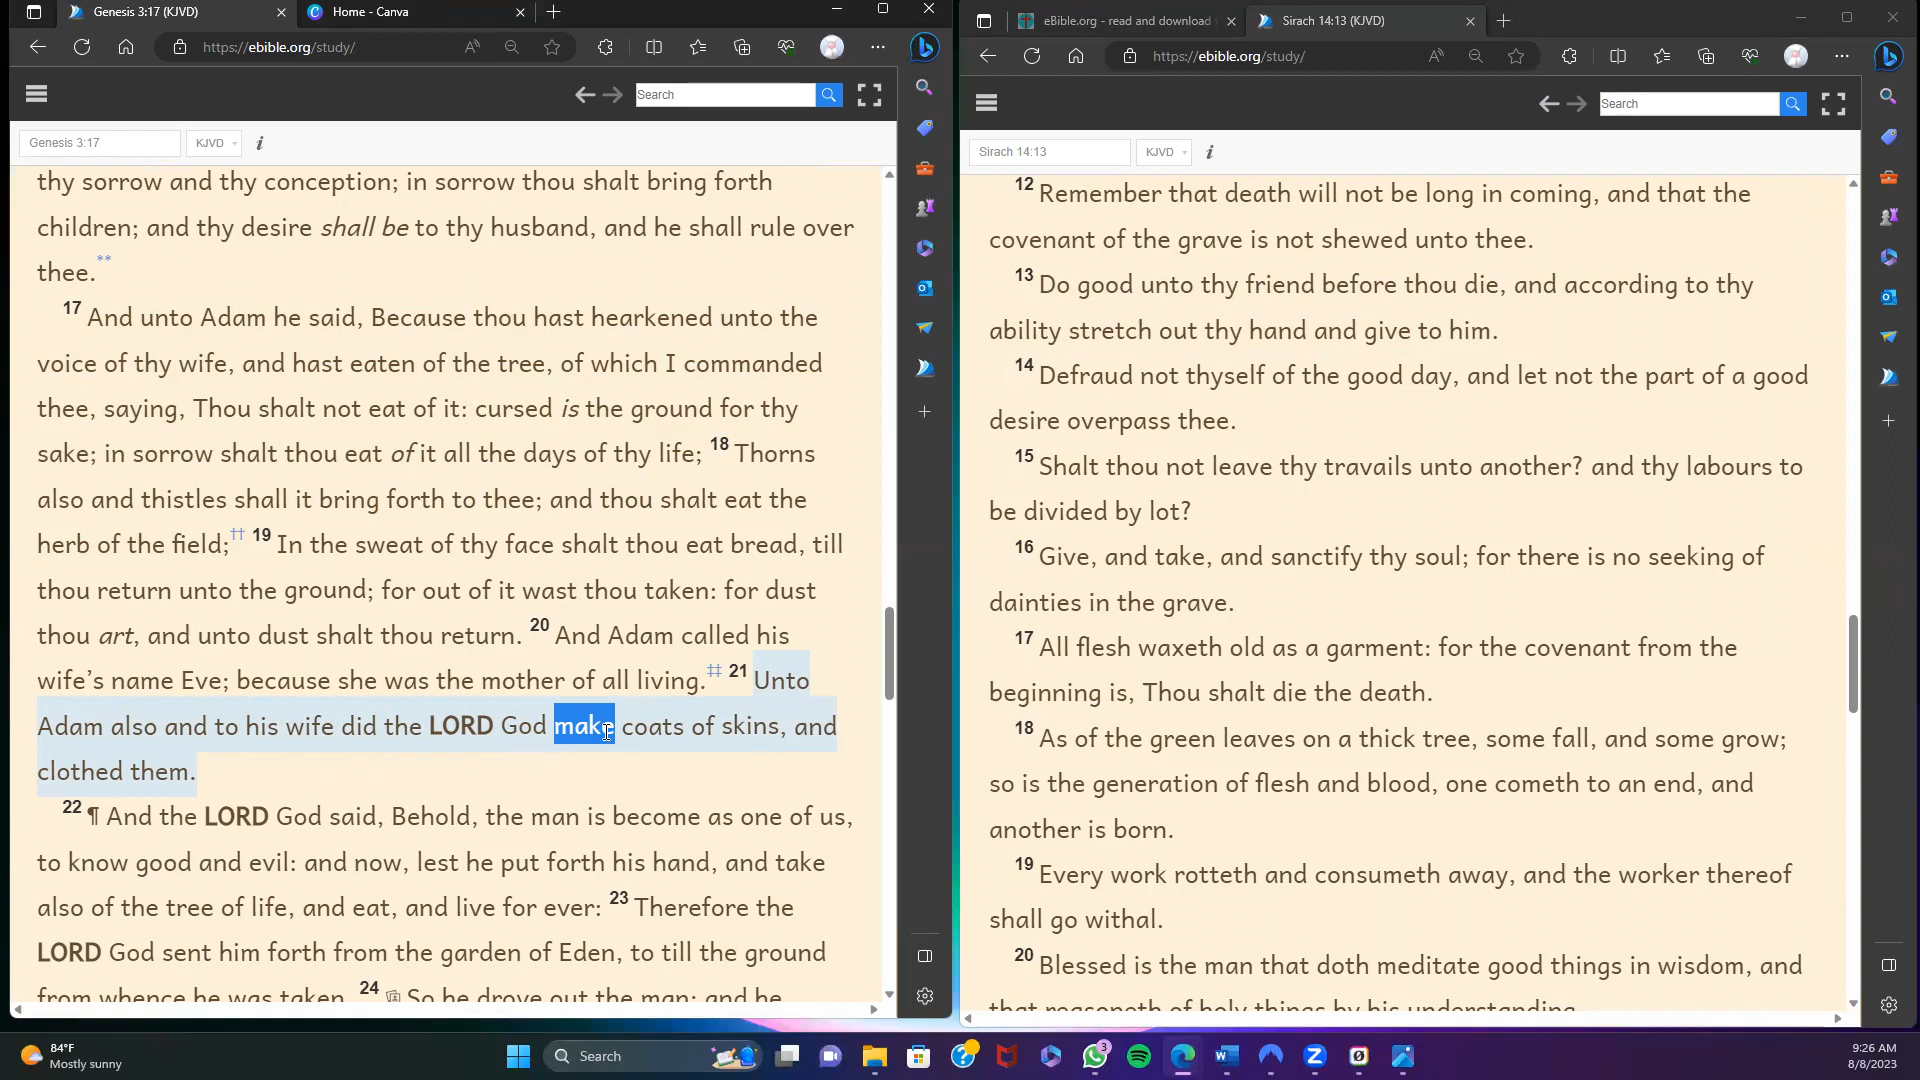 Genesis 3:17 (KJVD)
Home - Canva
https://ebible.org/study/
Search
Genesis 3:17
KJVD
i
thy sorrow and thy conception; in sorrow thou shalt bring forth
children; and thy desire shall be to thy husband, and he shall rule over
thee.**
17 And unto Adam he said, Because thou hast hearkened unto the
voice of thy wife, and hast eaten of the tree, of which I commanded
thee, saying, Thou shalt not eat of it: cursed is the ground for thy
sake; in sorrow shalt thou eat of it all the days of thy life; 18 Thorns
also and thistles shall it bring forth to thee; and thou shalt eat the
herb of the field;†† 19 In the sweat of thy face shalt thou eat bread, till
thou return unto the ground; for out of it wast thou taken: for dust
thou art, and unto dust shalt thou return. 20 And Adam called his
wife’s name Eve; because she was the mother of all living.‡‡ 21 Unto
Adam also and to his wife did the LORD God make coats of skins, and
clothed them.
22 ¶ And the LORD God said, Behold, the man is become as one of us,
to know good and evil: and now, lest he put forth his hand, and take
also of the tree of life, and eat, and live for ever: 23 Therefore the
LORD God sent him forth from the garden of Eden, to till the ground
from whence he was taken. 24 So he drove out the man; and he
eBible.org - read and download
Sirach 14:13 (KJVD)
https://ebible.org/study/
Search
Sirach 14:13
KJVD
i
12 Remember that death will not be long in coming, and that the
covenant of the grave is not shewed unto thee.
13 Do good unto thy friend before thou die, and according to thy
ability stretch out thy hand and give to him.
14 Defraud not thyself of the good day, and let not the part of a good
desire overpass thee.
15 Shalt thou not leave thy travails unto another? and thy labours to
be divided by lot?
16 Give, and take, and sanctify thy soul; for there is no seeking of
dainties in the grave.
17 All flesh waxeth old as a garment: for the covenant from the
beginning is, Thou shalt die the death.
18 As of the green leaves on a thick tree, some fall, and some grow;
so is the generation of flesh and blood, one cometh to an end, and
another is born.
19 Every work rotteth and consumeth away, and the worker thereof
shall go withal.
20 Blessed is the man that doth meditate good things in wisdom, and
that reasoneth of holy things by his understanding.
84°F
Mostly sunny
Search
3
9:26 AM
8/8/2023